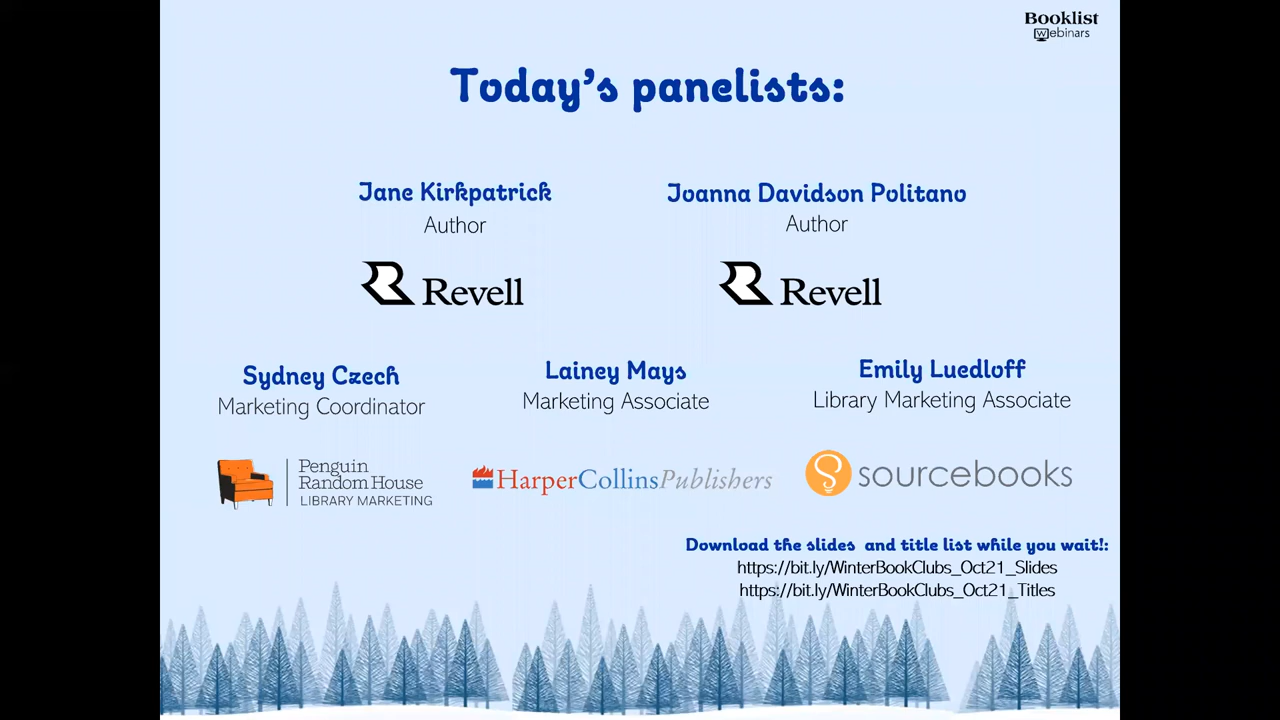 Booklist
Webinars
Today's panelists:
Jane Kirkpatrick
Author
Revell
Joanna Davidson Politano
Author
Revell
Sydney Czech
Marketing Coordinator
Penguin
Random House
LIBRARY MARKETING
Lainey Mays
Marketing Associate
HarperCollinsPublishers
Emily Luedloff
Library Marketing Associate
sourcebooks
Download the slides and title list while you wait!:
https://bit.ly/WinterBookClubs_Oct21_Slides
https://bit.ly/WinterBookClubs_Oct21_Titles